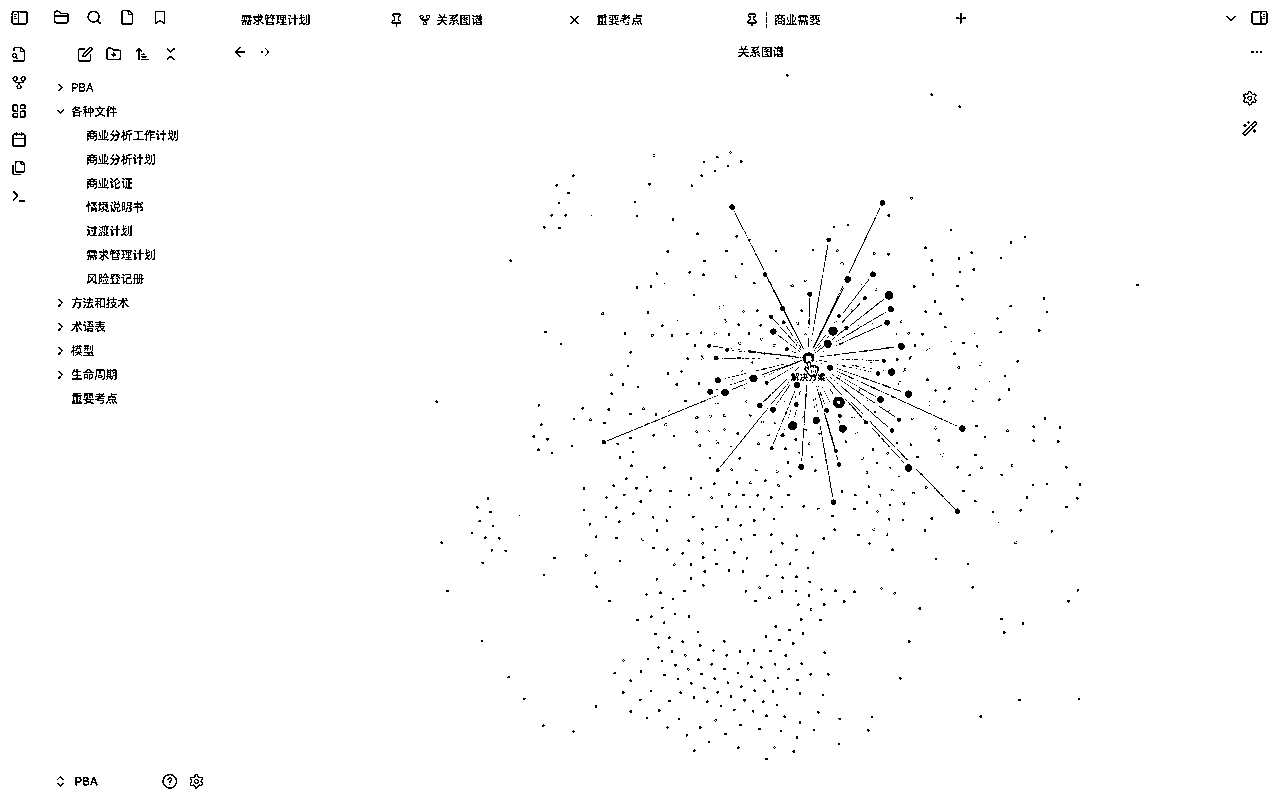 需求管理计划
关系图谱
重要考点
商业需要
关系图谱
PBA
各种文件
商业分析工作计划
商业分析计划
商业论证
情境说明书
过渡计划
需求管理计划
风险登记册
方法和技术
术语表
模型
生命周期
重要考点
解决方案
PBA